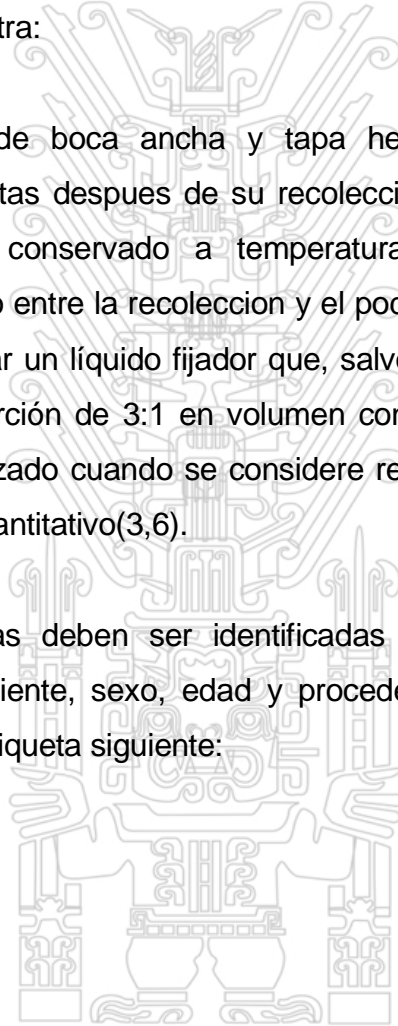 tra:
de boca ancha y tapa he
tas despues de su recolecci
conservado a temperatura
o entre la recoleccion y el poc
ar un líquido fijador que, salv
rción de 3:1 en volumen con
zado cuando se considere re
antitativo(3,6).
as deben ser identificadas
iente, sexo, edad y procede
iqueta siguiente: